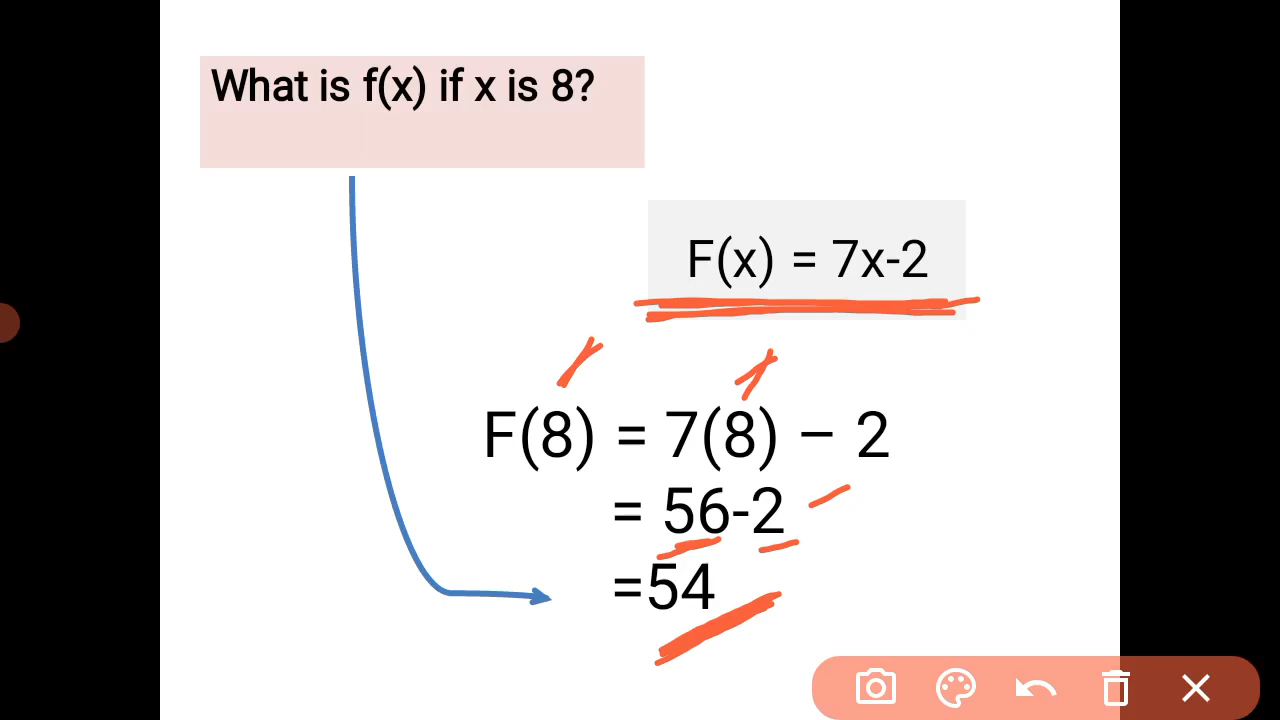 What is f(x) if x is 8?
F(x) = 7x-2
F(8) = 7(8) – 2
= 56-2
=54